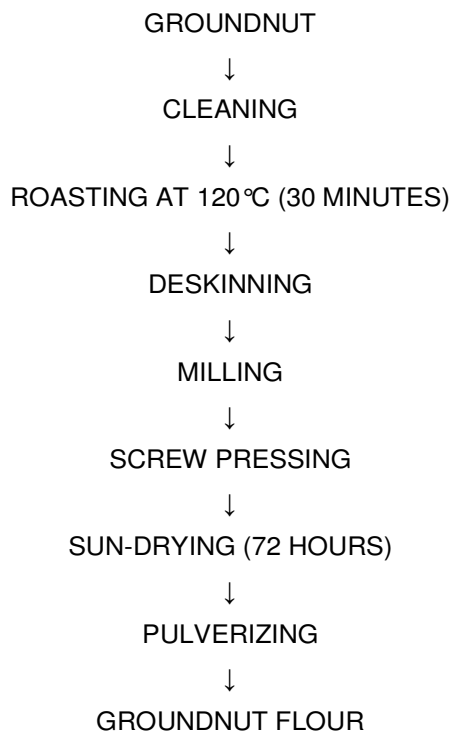 GROUNDNUT
↓
CLEANING
↓
ROASTING AT 120°C (30 MINUTES)
↓
DESKINNING
↓
MILLING
↓
SCREW PRESSING
↓
SUN-DRYING (72 HOURS)
↓
PULVERIZING
↓
GROUNDNUT FLOUR